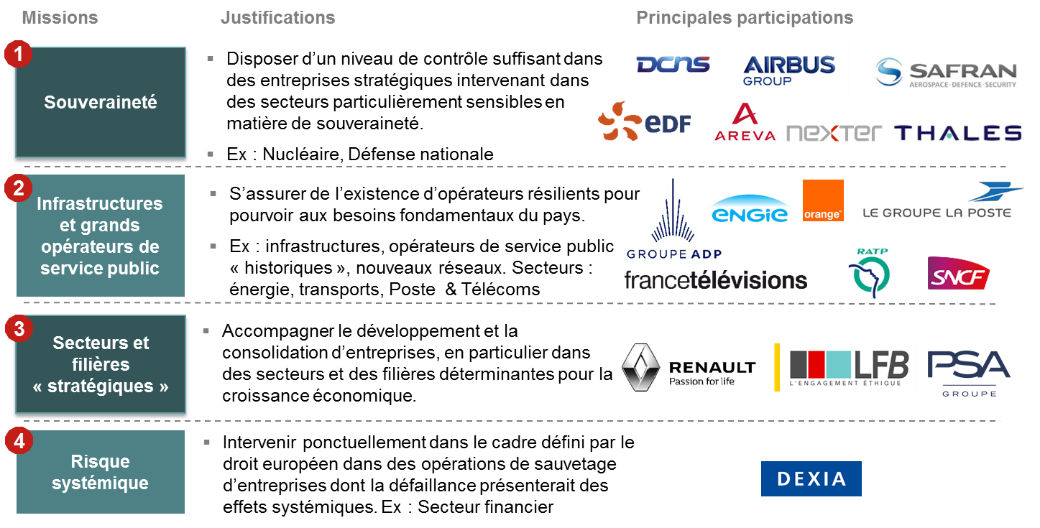 Missions
Justifications
Principales participations
1
Souveraineté
▪ Disposer d’un niveau de contrôle suffisant dans
des entreprises stratégiques intervenant dans
des secteurs particulièrement sensibles en
matière de souveraineté.
▪ Ex : Nucléaire, Défense nationale
DCNS
AIRBUS
GROUP
SAFRAN
AEROSPACE · DEFENCE · SECURITY
eDF
AREVA
nexter
THALES
2
Infrastructures
et grands
opérateurs de
service public
▪ S’assurer de l’existence d’opérateurs résilients pour
pourvoir aux besoins fondamentaux du pays.
▪ Ex : infrastructures, opérateurs de service public
« historiques », nouveaux réseaux. Secteurs :
énergie, transports, Poste & Télécoms
GROUPE ADP
ENGIE
orange™
LE GROUPE LA POSTE
francetélévisions
RATP
SNCF
3
Secteurs et
filières
« stratégiques »
▪ Accompagner le développement et la
consolidation d’entreprises, en particulier dans
des secteurs et des filières déterminantes pour la
croissance économique.
RENAULT
Passion for life
LFB
L'ENGAGEMENT ÉTHIQUE
PSA
GROUPE
4
Risque
systémique
▪ Intervenir ponctuellement dans le cadre défini par le
droit européen dans des opérations de sauvetage
d’entreprises dont la défaillance présenterait des
effets systémiques. Ex : Secteur financier
DEXIA